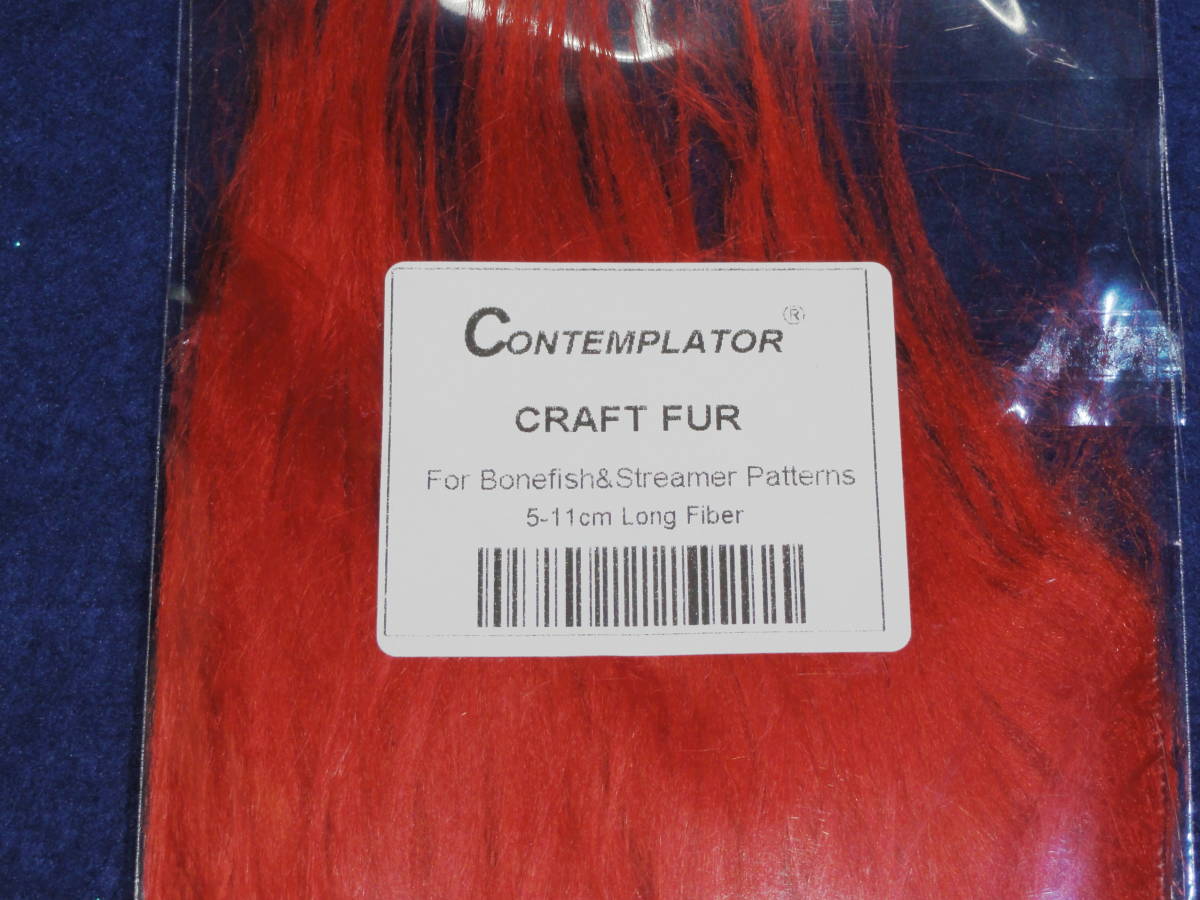 CONTEMPLATOR ®
CRAFT FUR
For Bonefish&Streamer Patterns
5-11cm Long Fiber